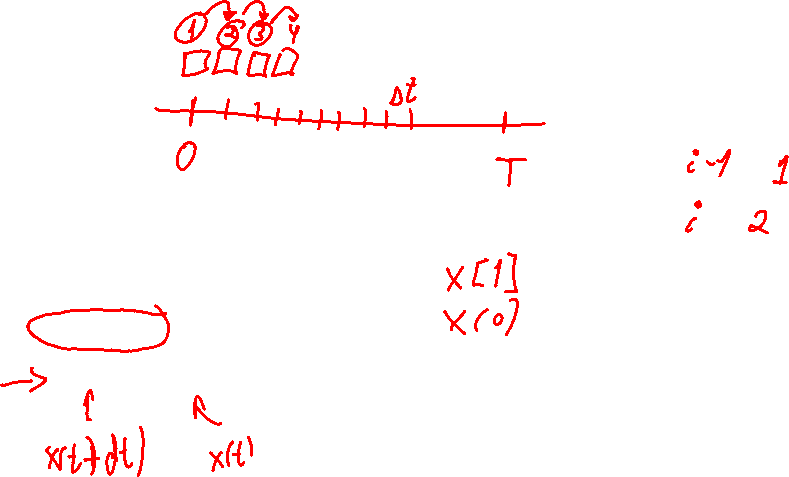 1 2 3 4
Δt
0 T
i-1 1
i 2
x[1]
x(0)
x(t+dt) x(t)